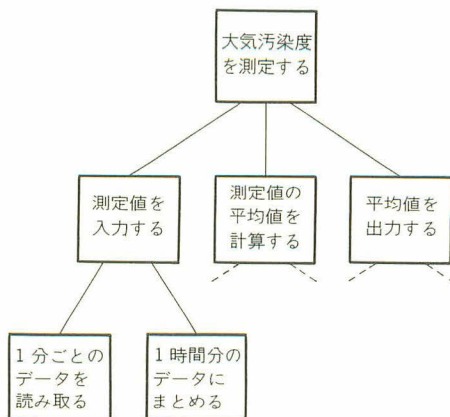 大気汚染度
を測定する
測定値を
入力する
測定値の
平均値を
計算する
平均値を
出力する
1分ごとの
データを
読み取る
1時間分の
データに
まとめる